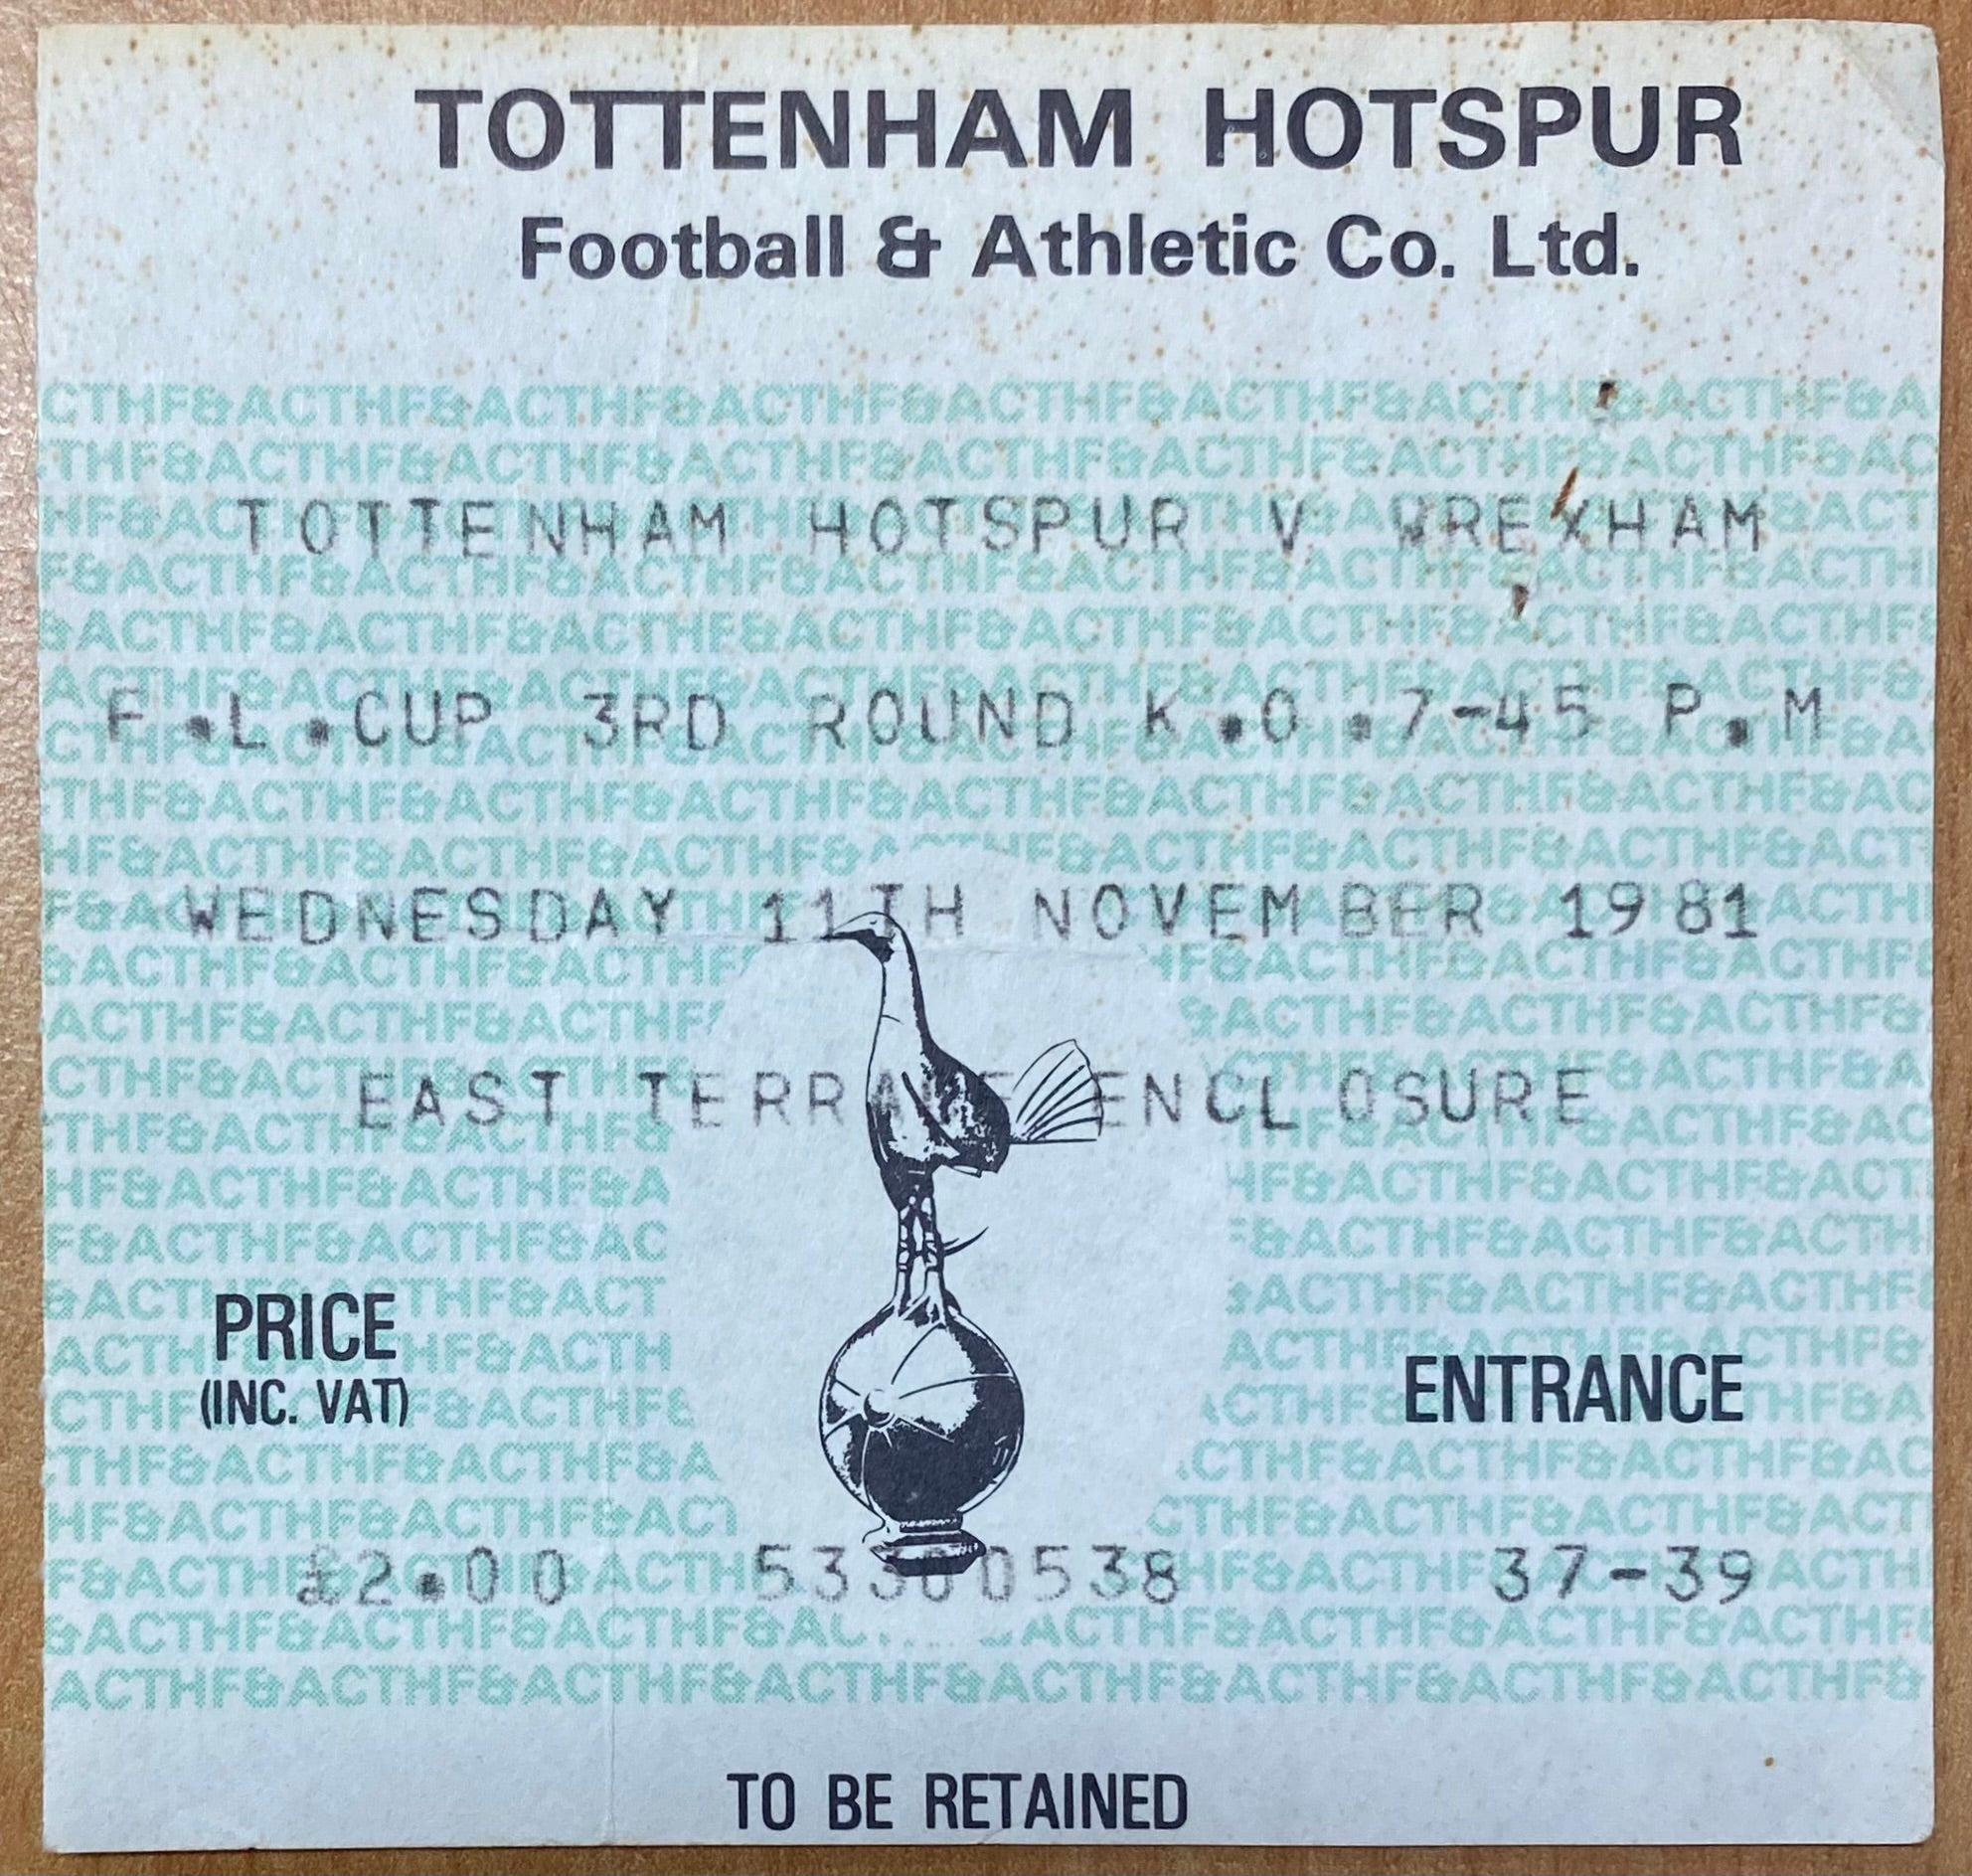 TOTTENHAM HOTSPUR
Football & Athletic Co. Ltd.
TOTTENHAM HOTSPUR V WREXHAM
F.L.CUP 3RD ROUND K.O.7-45 P.M
WEDNESDAY 11TH NOVEMBER 1981
EAST TERRACE ENCLOSURE
PRICE
(INC. VAT)
ENTRANCE
£2.00 53300538 37-39
TO BE RETAINED